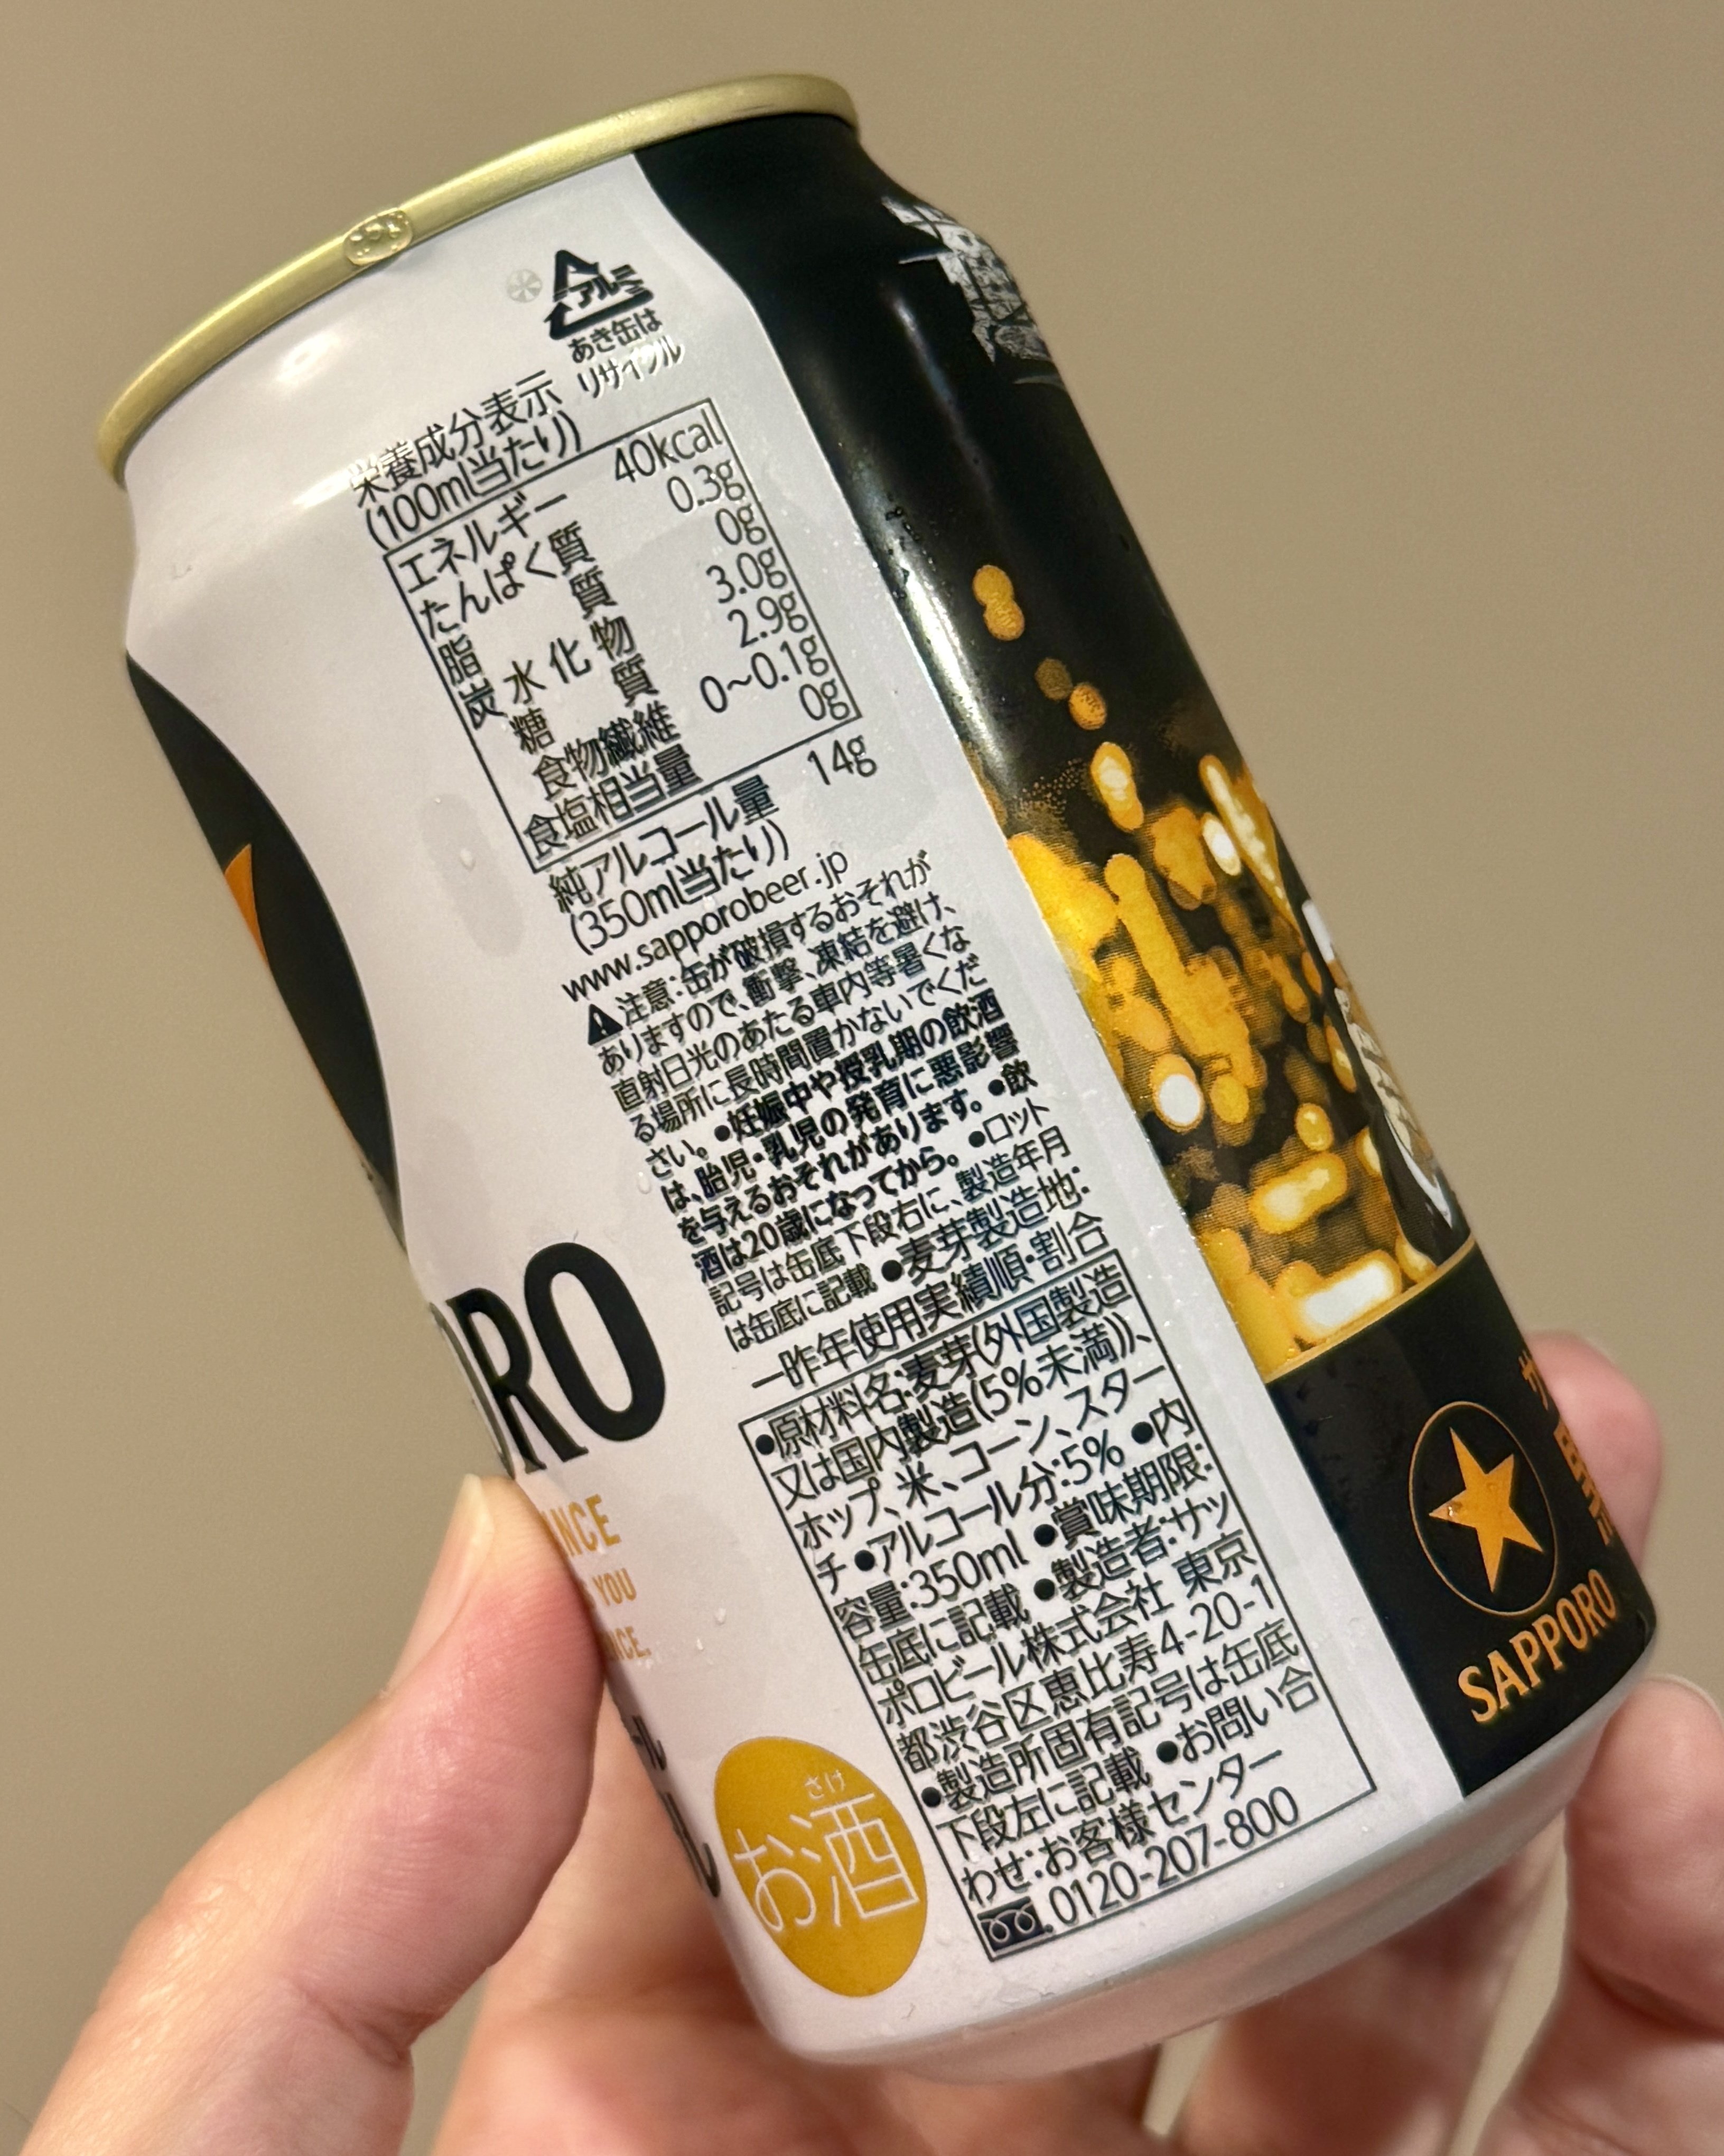 アルミ
あき缶は
リサイクル
栄養成分表示
(100ml当たり)
エネルギー 40kcal
たんぱく質 0.3g
脂質 0g
炭水化物 3.0g
糖質 2.9g
食物繊維 0~0.1g
食塩相当量 0g
純アルコール量 14g
(350ml当たり)
www.sapporobeer.jp
注意:缶が破損するおそれが
ありますので、衝撃、凍結を避け、
直射日光のあたる車内等暑くな
る場所に長時間置かないでくだ
さい。●妊娠中や授乳期の飲酒
は、胎児・乳児の発育に悪影響
を与えるおそれがあります。●飲
酒は20歳になってから。●ロット
記号は缶底下段右に、製造年月
は缶底に記載 ●麦芽製造地:
一昨年使用実績順・割合
●原材料名:麦芽(外国製造
又は国内製造(5%未満))、
ホップ、米、コーン、スター
チ ●アルコール分:5% ●内
容量:350ml ●賞味期限:
缶底に記載 ●製造者:サッ
ポロビール株式会社 東京
都渋谷区恵比寿4-20-1
●製造所固有記号は缶底
下段左に記載 ●お問い合
わせ:お客様センター
0120-207-800
さけ
お酒
ORO
ANCE
YOU
NCE.
ール
SAPPORO